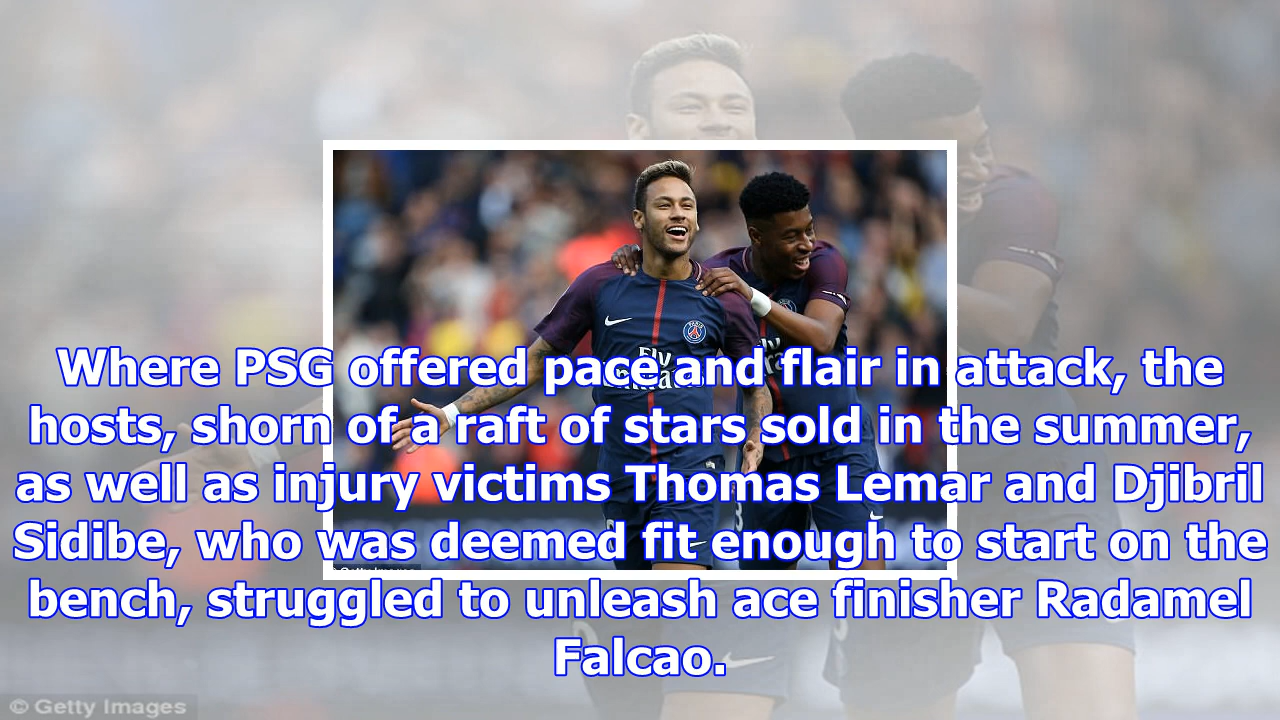 Where PSG offered pace and flair in attack, the
hosts, shorn of a raft of stars sold in the summer,
as well as injury victims Thomas Lemar and Djibril
Sidibe, who was deemed fit enough to start on the
bench, struggled to unleash ace finisher Radamel
Falcao.
Fly
© Getty Images